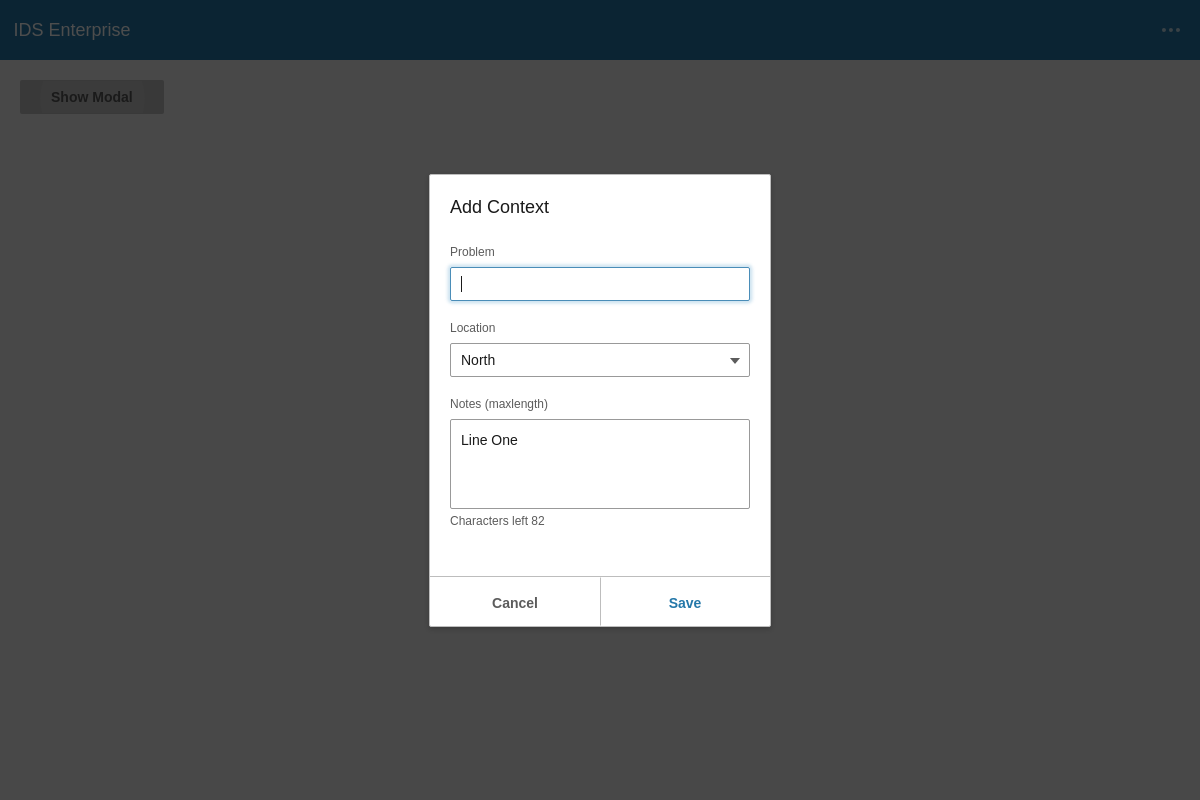 IDS Enterprise
Show Modal
Add Context
Problem
Location
North
Notes (maxlength)
Line One
Characters left 82
Cancel
Save